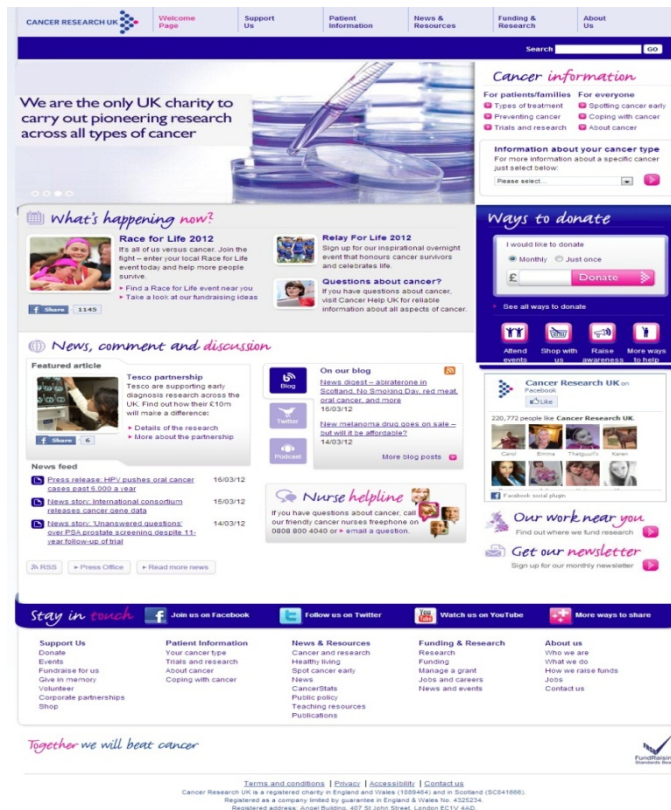 CANCER RESEARCH UK
Welcome Page
Support Us
Patient Information
News & Resources
Funding & Research
About Us
Search
GO
We are the only UK charity to
carry out pioneering research
across all types of cancer
Cancer information
For patients/families
Types of treatment
Preventing cancer
Trials and research
For everyone
Spotting cancer early
Coping with cancer
About cancer
Information about your cancer type
For more information about a specific cancer
just select below:
Please select...
What's happening now?
Race for Life 2012
It's all of us versus cancer. Join the
fight – enter your local Race for Life
event today and help more people
survive.
Find a Race for Life event near you
Take a look at our fundraising ideas
Share 1145
Relay For Life 2012
Sign up for our inspirational overnight
event that honours cancer survivors
and celebrates life.
Questions about cancer?
If you have questions about cancer,
visit Cancer Help UK for reliable
information about all aspects of cancer.
Ways to donate
I would like to donate
Monthly Just once
£ Donate
See all ways to donate
Attend events
Shop with us
Raise awareness
More ways to help
News, comment and discussion
Featured article
Tesco partnership
Tesco are supporting early
diagnosis research across the
UK. Find out how their £10m
will make a difference:
Details of the research
More about the partnership
Share 6
Blog
Twitter
Podcast
On our blog
News digest – abiraterone in
Scotland, No Smoking Day, red meat,
oral cancer, and more
16/03/12
New melanoma drug goes on sale –
but will it be affordable?
14/03/12
More blog posts
News feed
Press release: HPV pushes oral cancer
cases past 6,000 a year
16/03/12
News story: International consortium
releases cancer gene data
15/03/12
News story: 'Unanswered questions'
over PSA prostate screening despite 11-
year follow-up of trial
14/03/12
RSS
Press Office
Read more news
Nurse helpline
If you have questions about cancer, call
our friendly cancer nurses freephone on
0808 800 4040 or email a question.
Cancer Research UK on
Facebook
Like
220,772 people like Cancer Research UK.
Carol Emma Thatgurl's Karen
Facebook social plugin
Our work near you
Find out where we fund research
Get our newsletter
Sign up for our monthly newsletter
Stay in touch
Join us on Facebook
Follow us on Twitter
You Tube
Watch us on YouTube
More ways to share
Support Us
Donate
Events
Fundraise for us
Give in memory
Volunteer
Corporate partnerships
Shop
Patient Information
Your cancer type
Trials and research
About cancer
Coping with cancer
News & Resources
Cancer and research
Healthy living
Spot cancer early
News
CancerStats
Public policy
Teaching resources
Publications
Funding & Research
Research
Funding
Manage a grant
Jobs and careers
News and events
About us
Who we are
What we do
How we raise funds
Jobs
Contact us
Together we will beat cancer
Terms and conditions | Privacy | Accessibility | Contact us
Cancer Research UK is a registered charity in England and Wales (1089464) and in Scotland (SC041666).
Registered as a company limited by guarantee in England & Wales No. 4325234.
Registered address: Angel Building, 407 St John Street, London EC1V 4AD.